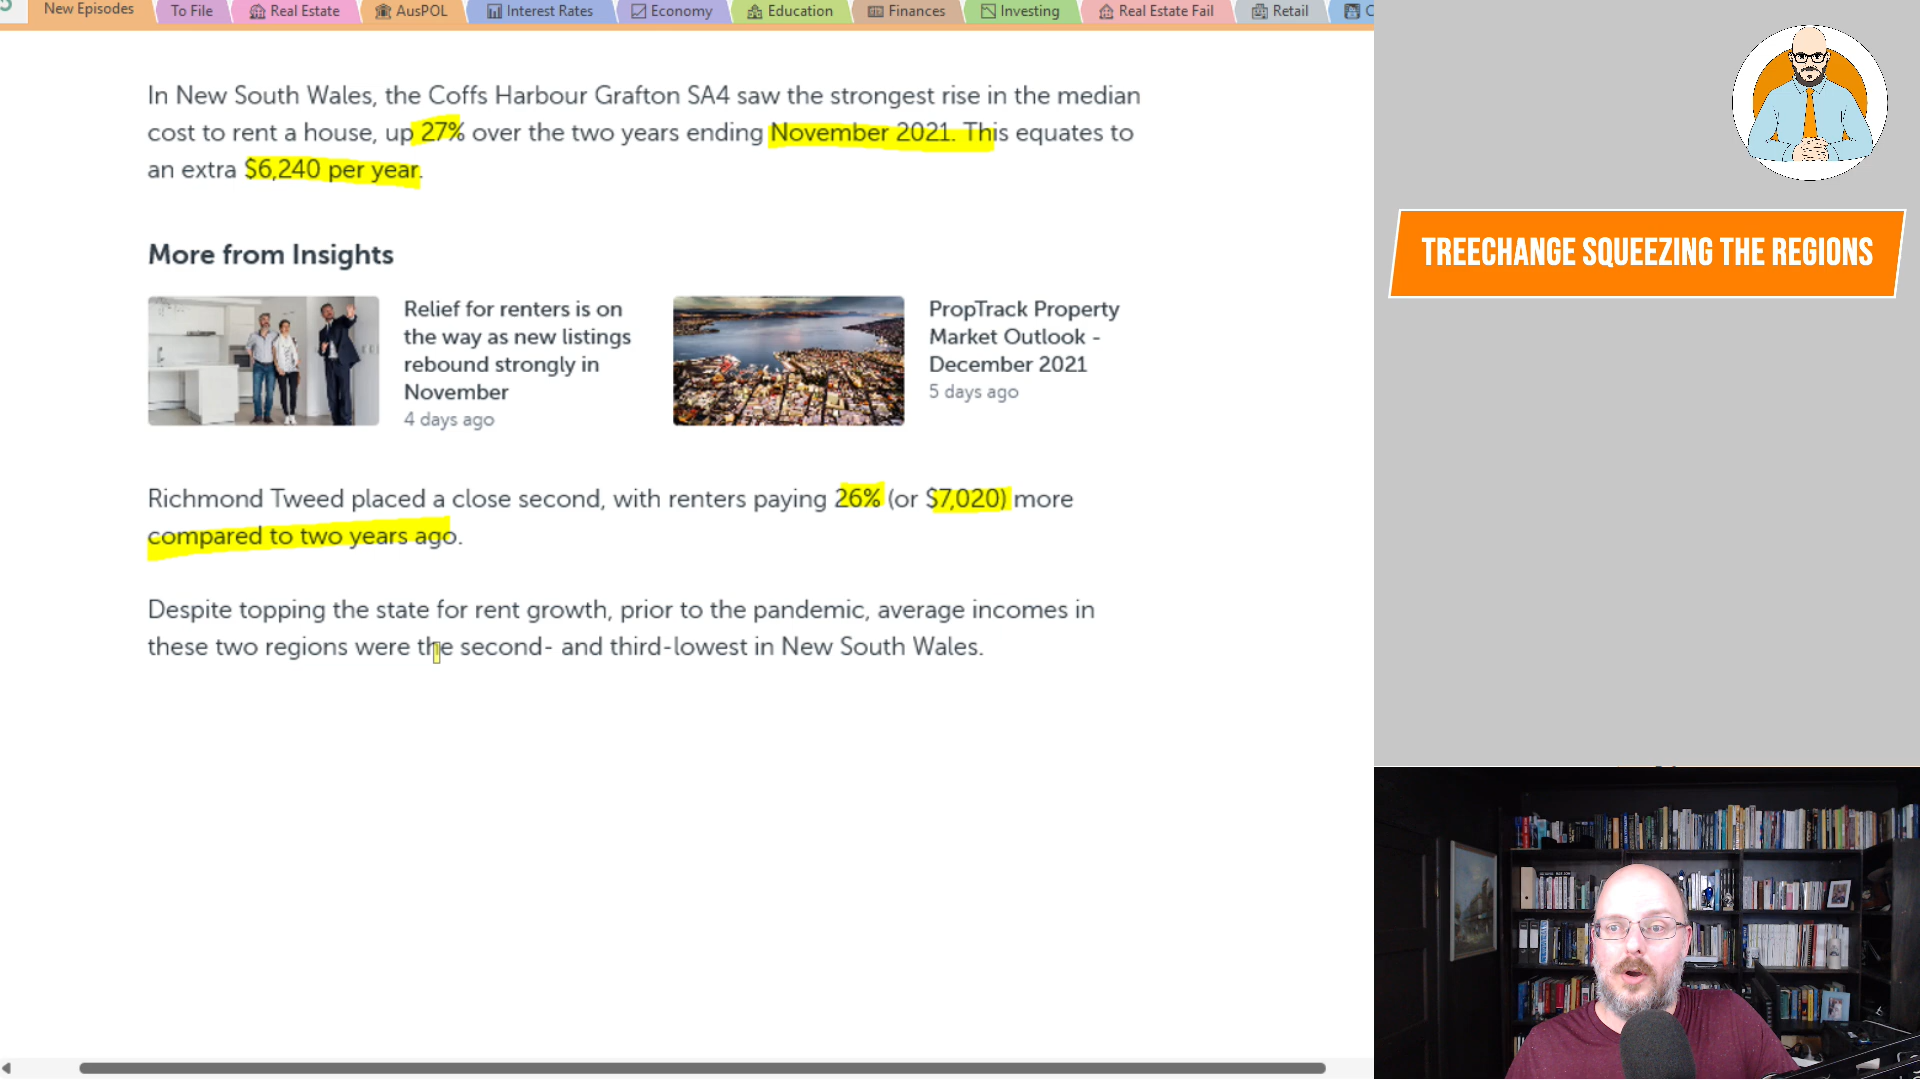 New Episodes
To File
Real Estate
AusPOL
Interest Rates
Economy
Education
Finances
Investing
Real Estate Fail
Retail
In New South Wales, the Coffs Harbour Grafton SA4 saw the strongest rise in the median
cost to rent a house, up 27% over the two years ending November 2021. This equates to
an extra $6,240 per year.
More from Insights
Relief for renters is on
the way as new listings
rebound strongly in
November
4 days ago
PropTrack Property
Market Outlook -
December 2021
5 days ago
Richmond Tweed placed a close second, with renters paying 26% (or $7,020) more
compared to two years ago.
Despite topping the state for rent growth, prior to the pandemic, average incomes in
these two regions were the second- and third-lowest in New South Wales.
TREECHANGE SQUEEZING THE REGIONS